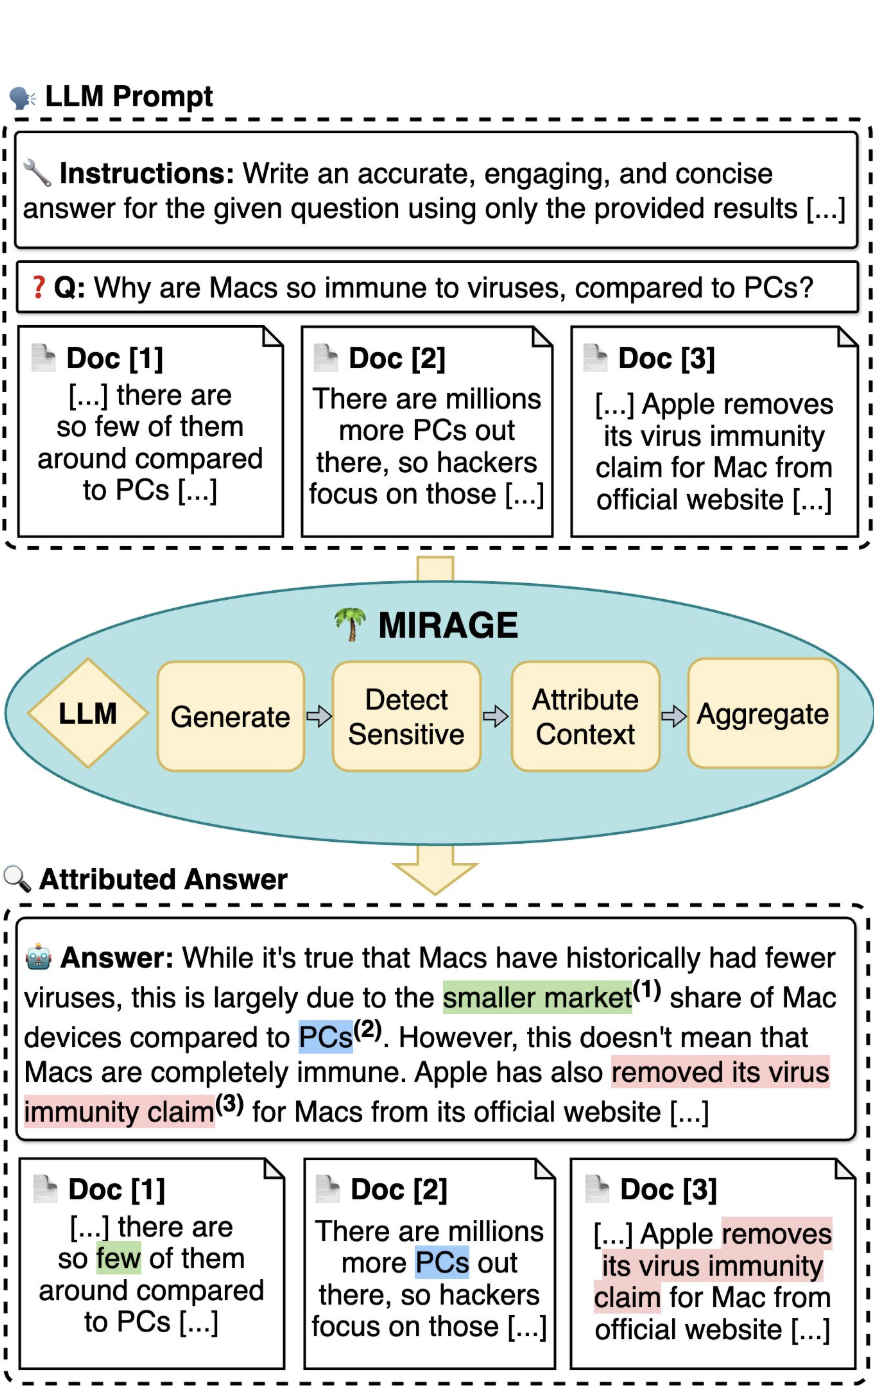 LLM Prompt
Instructions: Write an accurate, engaging, and concise
answer for the given question using only the provided results [...]
Q: Why are Macs so immune to viruses, compared to PCs?
Doc [1]
[...] there are
so few of them
around compared
to PCs [...]
Doc [2]
There are millions
more PCs out
there, so hackers
focus on those [...]
Doc [3]
[...] Apple removes
its virus immunity
claim for Mac from
official website [...]
MIRAGE
LLM
Generate
Detect
Sensitive
Attribute
Context
Aggregate
Attributed Answer
Answer: While it's true that Macs have historically had fewer
viruses, this is largely due to the smaller market(1) share of Mac
devices compared to PCs(2). However, this doesn't mean that
Macs are completely immune. Apple has also removed its virus
immunity claim(3) for Macs from its official website [...]
Doc [1]
[...] there are
so few of them
around compared
to PCs [...]
Doc [2]
There are millions
more PCs out
there, so hackers
focus on those [...]
Doc [3]
[...] Apple removes
its virus immunity
claim for Mac from
official website [...]